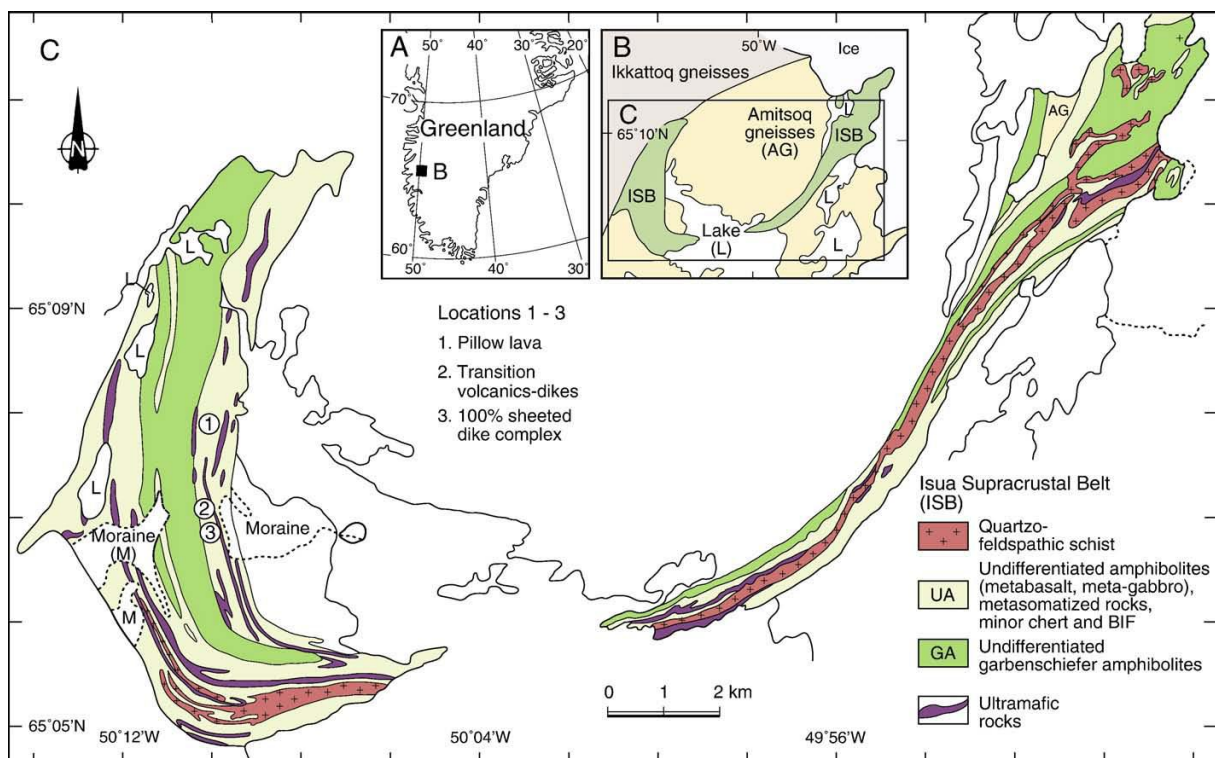 C
N
A
50˚ 40˚ 30˚ 20˚
70˚
Greenland
B
60˚
50˚
40˚
30˚
B
50˚W
Ice
Ikkattoq gneisses
C
65˚10'N
Amitsoq
gneisses
(AG)
L
ISB
ISB
L
Lake
(L)
L
AG
L
L
65˚09'N
L
L
Locations 1 - 3
1. Pillow lava
2. Transition
volcanics-dikes
3. 100% sheeted
dike complex
1
2
3
Moraine
(M)
Moraine
M
Isua Supracrustal Belt
(ISB)
Quartzo-
feldspathic schist
UA
Undifferentiated amphibolites
(metabasalt, meta-gabbro),
metasomatized rocks,
minor chert and BIF
GA
Undifferentiated
garbenschiefer amphibolites
Ultramafic
rocks
0 1 2 km
65˚05'N
50˚12'W
50˚04'W
49˚56'W